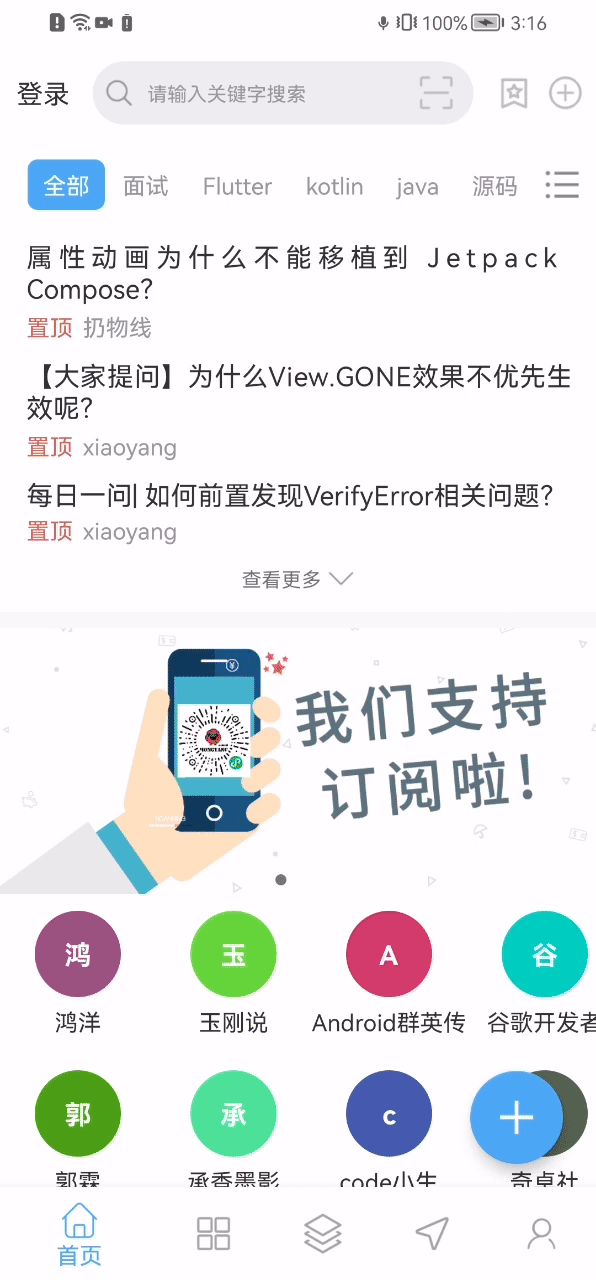 100% 3:16
登录 请输入关键字搜索
全部 面试 Flutter kotlin java 源码
属性动画为什么不能移植到 Jetpack
Compose？
置顶 扔物线
【大家提问】为什么View.GONE效果不优先生
效呢？
置顶 xiaoyang
每日一问| 如何前置发现VerifyError相关问题？
置顶 xiaoyang
查看更多
我们支持
订阅啦！
鸿 玉 A 谷
鸿洋 玉刚说 Android群英传 谷歌开发者
郭 承 c
郭霖 承香墨影 code小生 奇卓社
首页